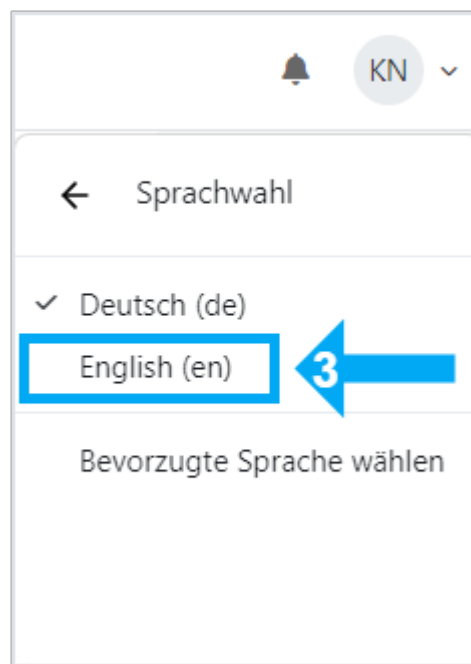 KN
Sprachwahl
Deutsch (de)
English (en)
3
Bevorzugte Sprache wählen